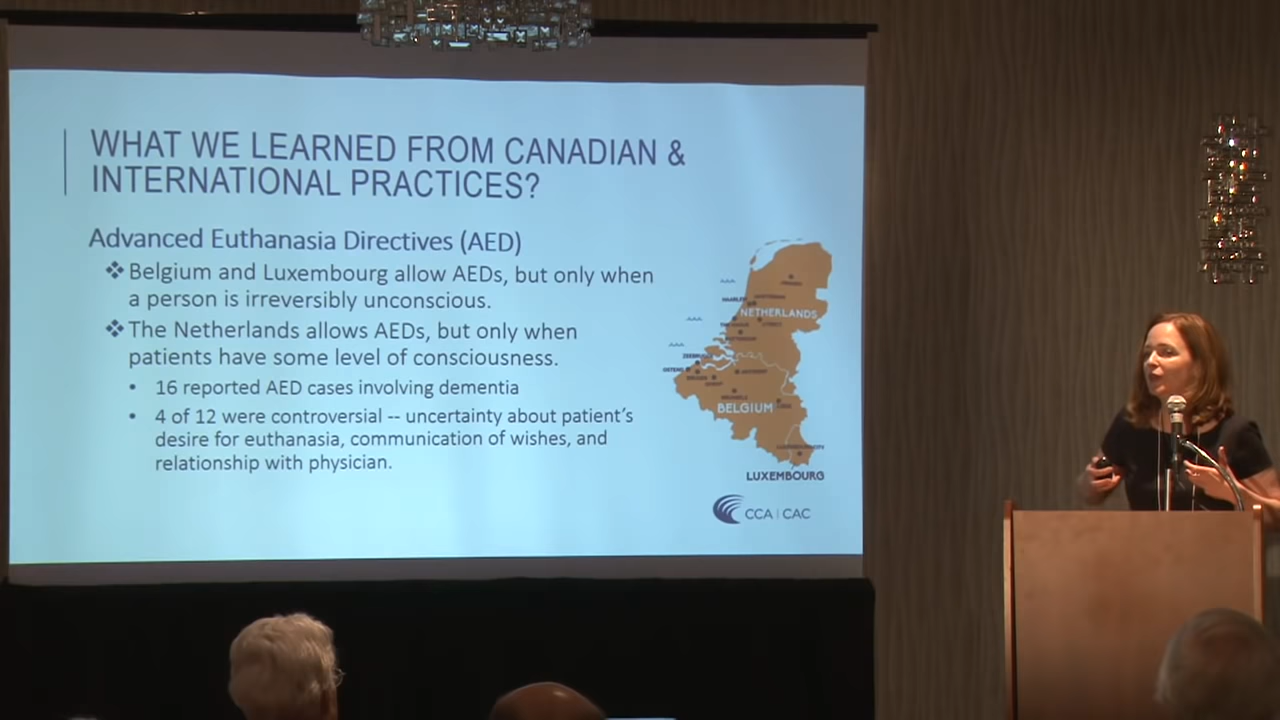 WHAT WE LEARNED FROM CANADIAN &
INTERNATIONAL PRACTICES?
Advanced Euthanasia Directives (AED)
Belgium and Luxembourg allow AEDs, but only when
a person is irreversibly unconscious.
The Netherlands allows AEDs, but only when
patients have some level of consciousness.
• 16 reported AED cases involving dementia
• 4 of 12 were controversial -- uncertainty about patient's
desire for euthanasia, communication of wishes, and
relationship with physician.
NETHERLANDS
BELGIUM
LUXEMBOURG
CCA | CAC